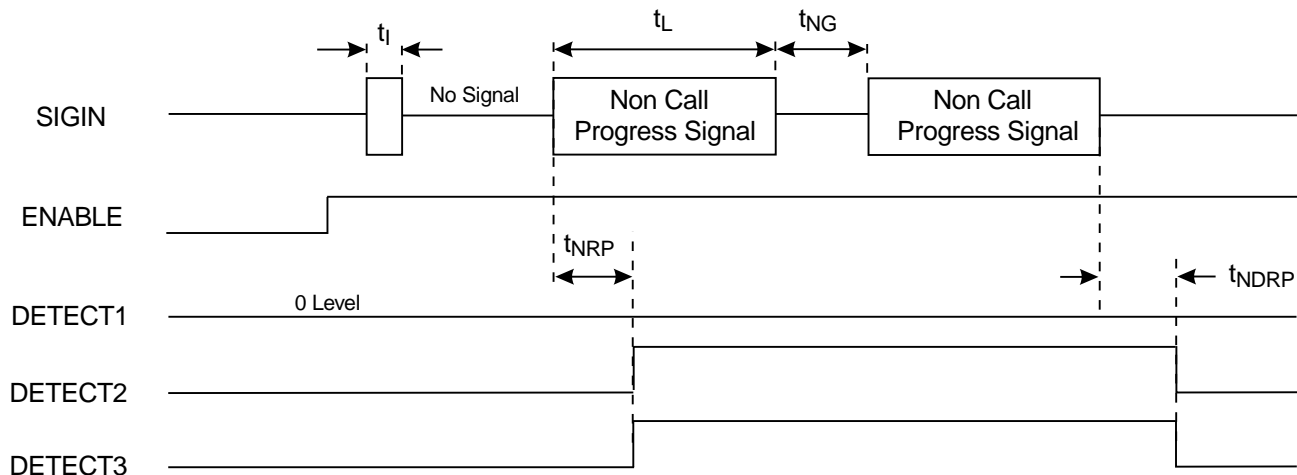 tI
tL
tNG
SIGIN
No Signal
Non Call
Progress Signal
Non Call
Progress Signal
ENABLE
tNRP
tNDRP
DETECT1
0 Level
DETECT2
DETECT3